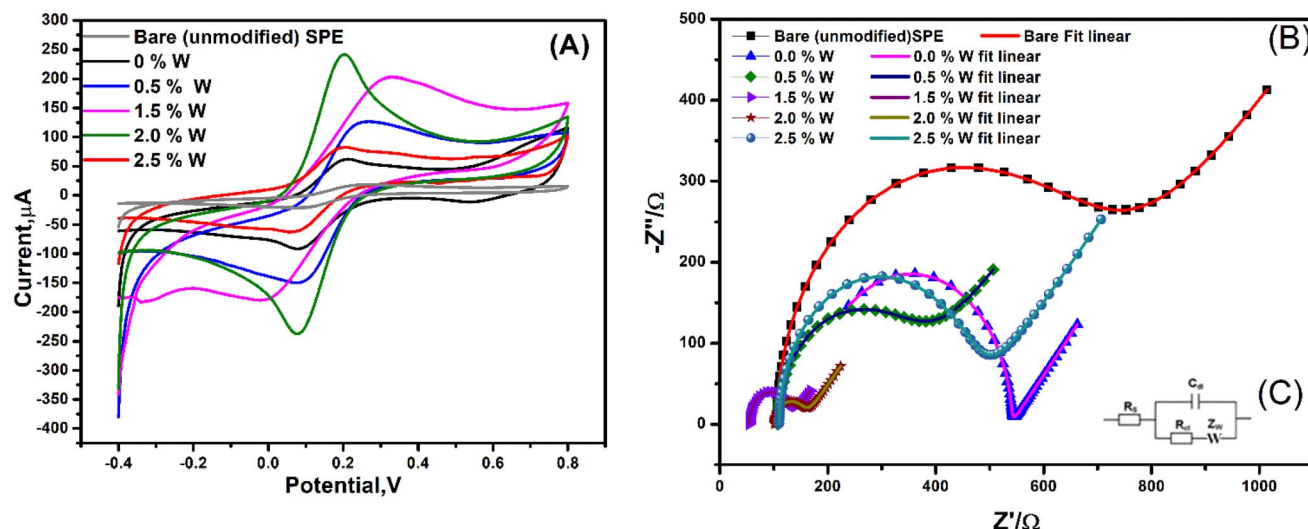 300
250
200
150
100
50
0
-50
-100
-150
-200
-250
-300
-350
-400
Current,µA
Bare (unmodified) SPE
0 % W
0.5 % W
1.5 % W
2.0 % W
2.5 % W
(A)
-0.4 -0.2 0.0 0.2 0.4 0.6 0.8
Potential,V
500
400
300
200
100
0
-Z''/Ω
Bare (unmodified)SPE Bare Fit linear
0.0 % W 0.0 % W fit linear
0.5 % W 0.5 % W fit linear
1.5 % W 1.5 % W fit linear
2.0 % W 2.0 % W fit linear
2.5 % W 2.5 % W fit linear
(B)
(C)
Cdl
Rs
Rct Zw
W
200 400 600 800 1000
Z'/Ω